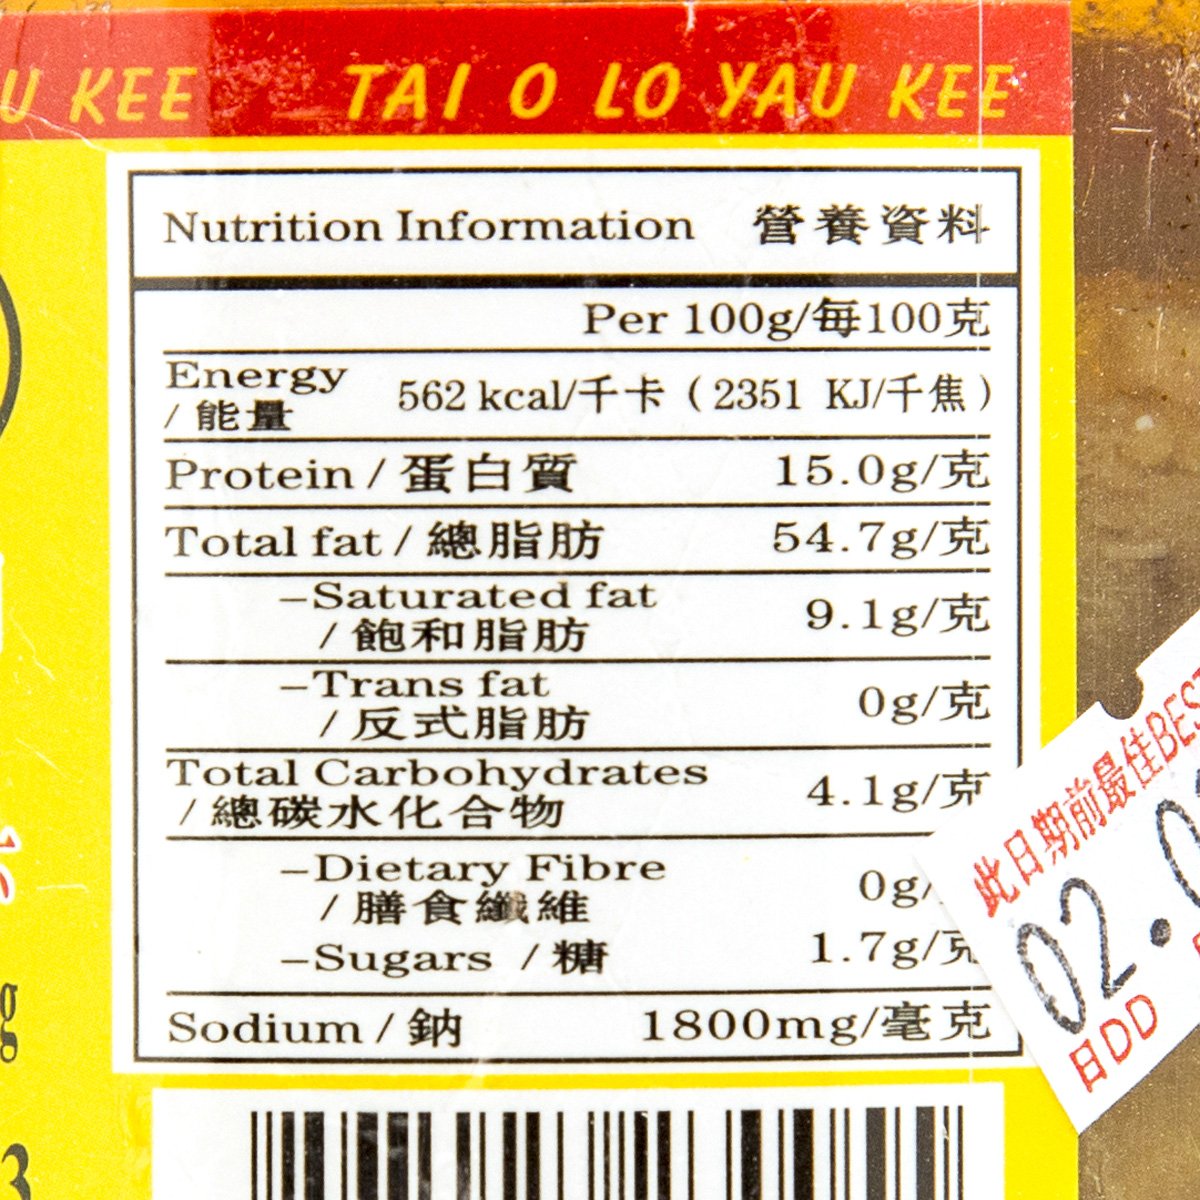 U KEE TAI O LO YAU KEE
Nutrition Information 營養資料
Per 100g/每100克
Energy
/ 能量 562 kcal/千卡 (2351 KJ/千焦)
Protein / 蛋白質 15.0g/克
Total fat / 總脂肪 54.7g/克
–Saturated fat
/ 飽和脂肪 9.1g/克
–Trans fat
/ 反式脂肪 0g/克
Total Carbohydrates
/ 總碳水化合物 4.1g/克
–Dietary Fibre
/ 膳食纖維 0g/
–Sugars / 糖 1.7g/克
Sodium / 鈉 1800mg/毫克
此日期前最佳BEST
02.0
日DD
g
3